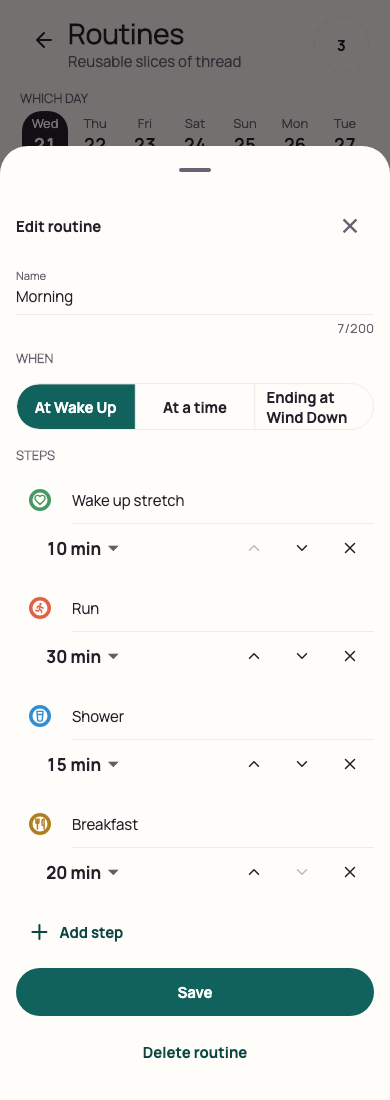 Routines
Reusable slices of thread
3
WHICH DAY
Wed Thu Fri Sat Sun Mon Tue
21 22 23 24 25 26 27
Edit routine
Name
Morning
7/200
WHEN
At Wake Up
At a time
Ending at
Wind Down
STEPS
Wake up stretch
10 min
Run
30 min
Shower
15 min
Breakfast
20 min
Add step
Save
Delete routine